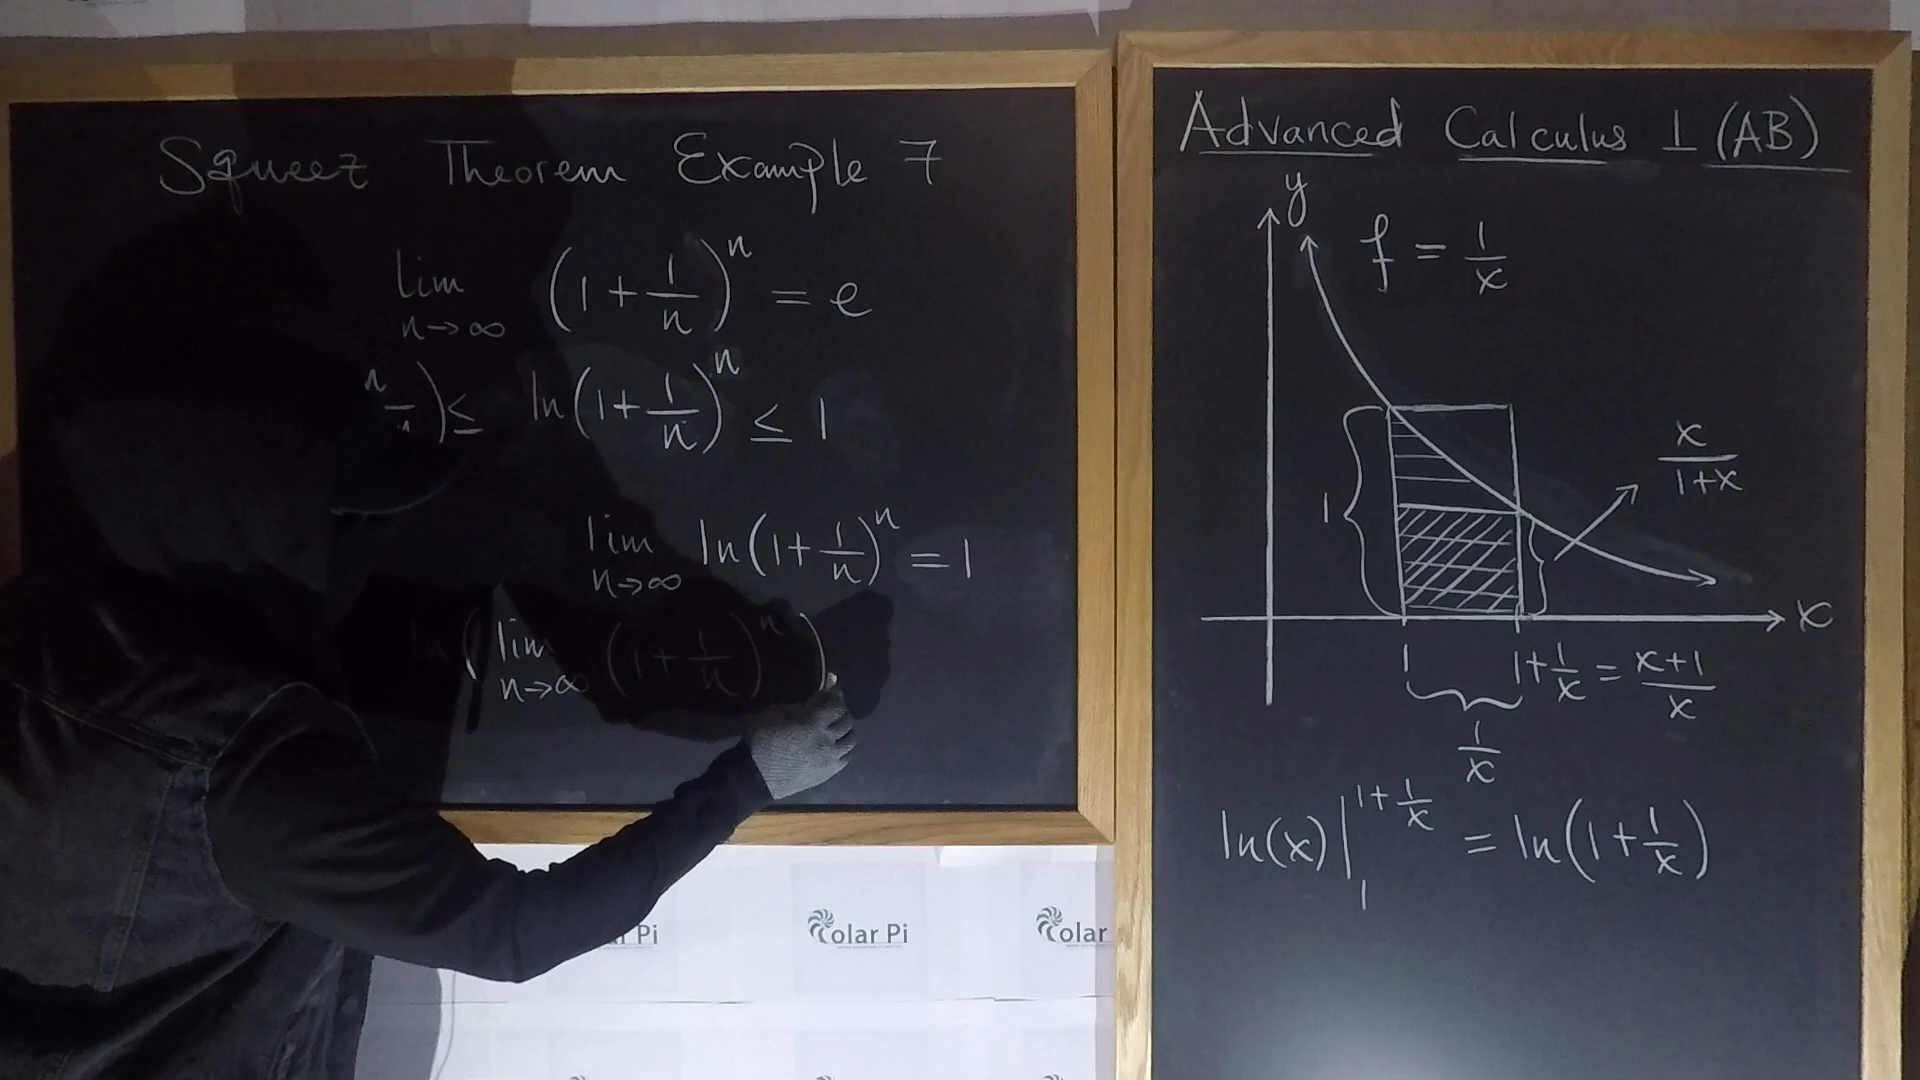 Squeez Theorem Example 7
lim n→∞ (1 + 1/n)^n = e
n ) ≤ ln(1 + 1/n)^n ≤ 1
lim n→∞ ln(1 + 1/n)^n = 1
ln(lim n→∞ (1 + 1/n)^n)
Advanced Calculus 1 (AB)
y
f = 1/x
x/(1+x)
1
x
1
1 + 1/x = (x+1)/x
1/x
ln(x)|_1^(1 + 1/x) = ln(1 + 1/x)
olar Pi
olar